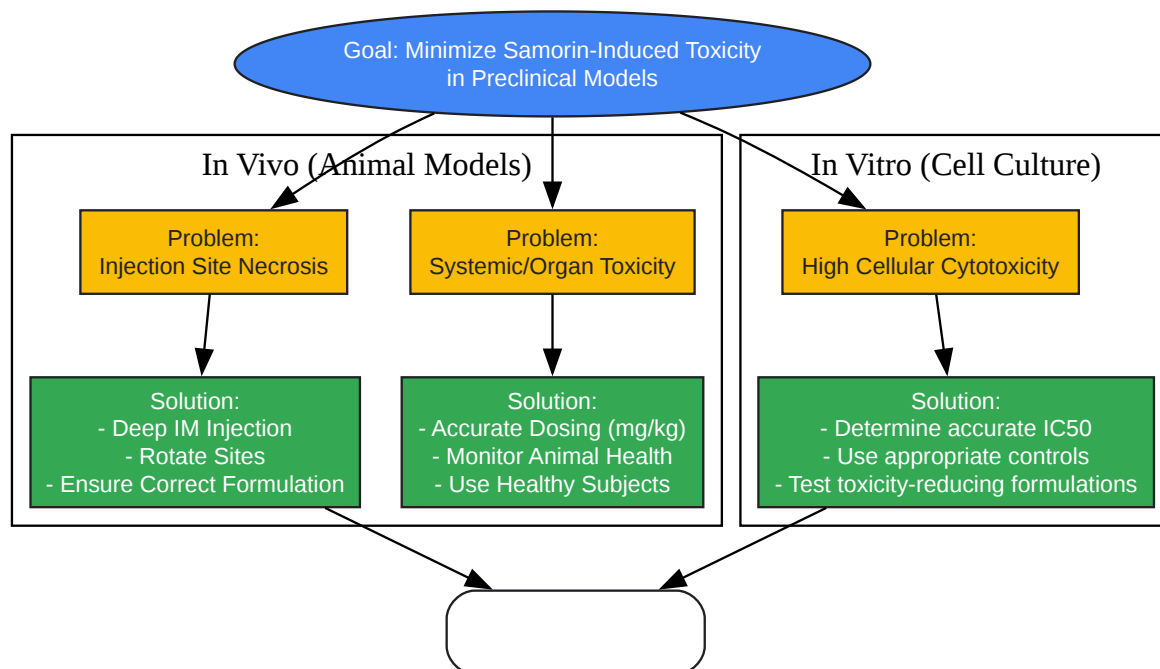 Goal: Minimize Samorin-Induced Toxicity
in Preclinical Models
In Vivo (Animal Models)
In Vitro (Cell Culture)
Problem:
Injection Site Necrosis
Problem:
Systemic/Organ Toxicity
Problem:
High Cellular Cytotoxicity
Solution:
- Deep IM Injection
- Rotate Sites
- Ensure Correct Formulation
Solution:
- Accurate Dosing (mg/kg)
- Monitor Animal Health
- Use Healthy Subjects
Solution:
- Determine accurate IC50
- Use appropriate controls
- Test toxicity-reducing formulations